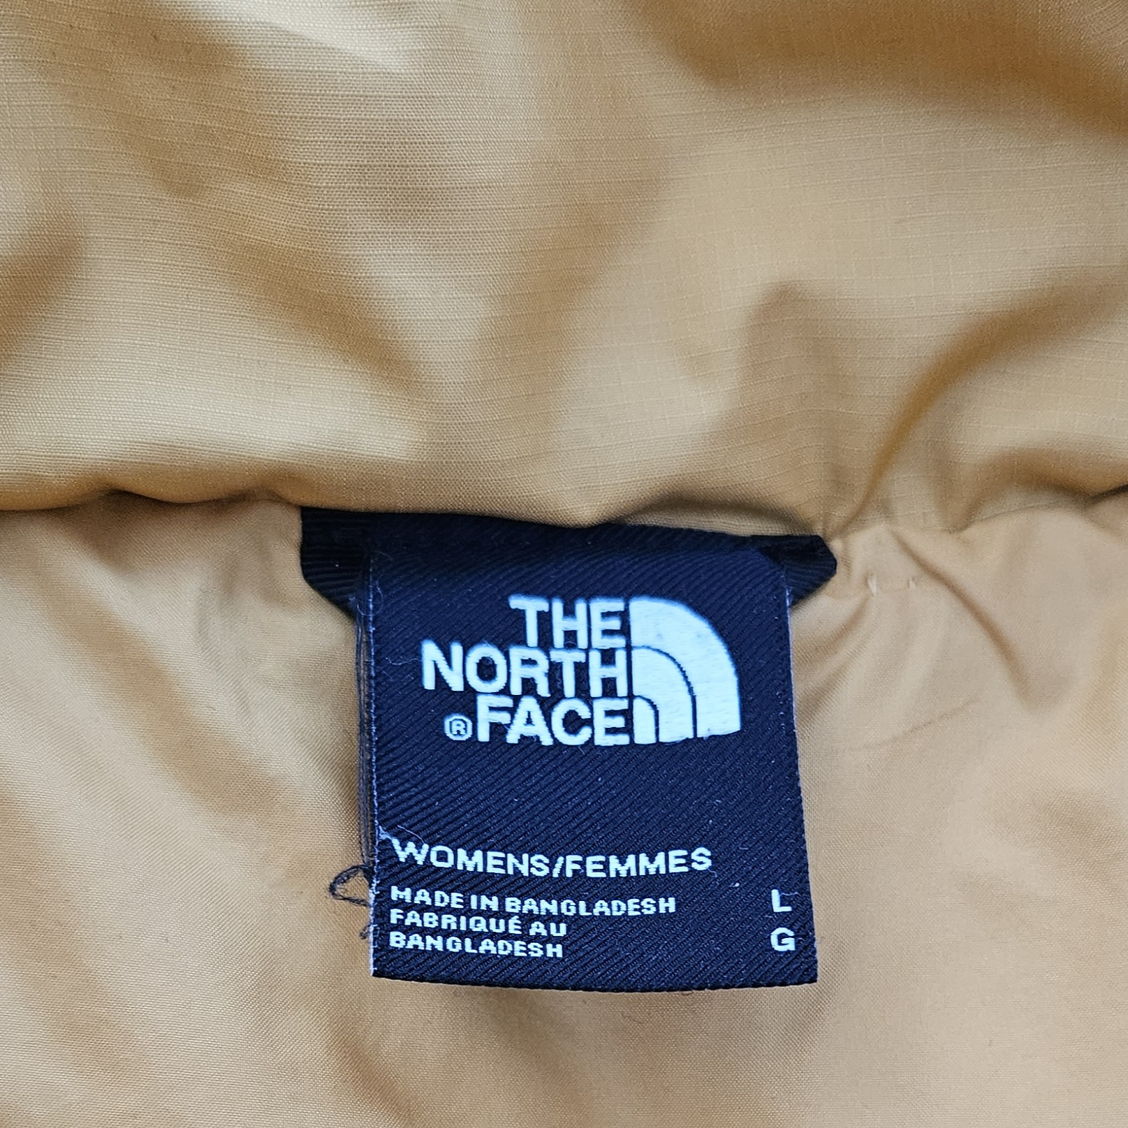 THE
NORTH
®FACE
WOMENS/FEMMES
MADE IN BANGLADESH L
FABRIQUÉ AU
BANGLADESH G